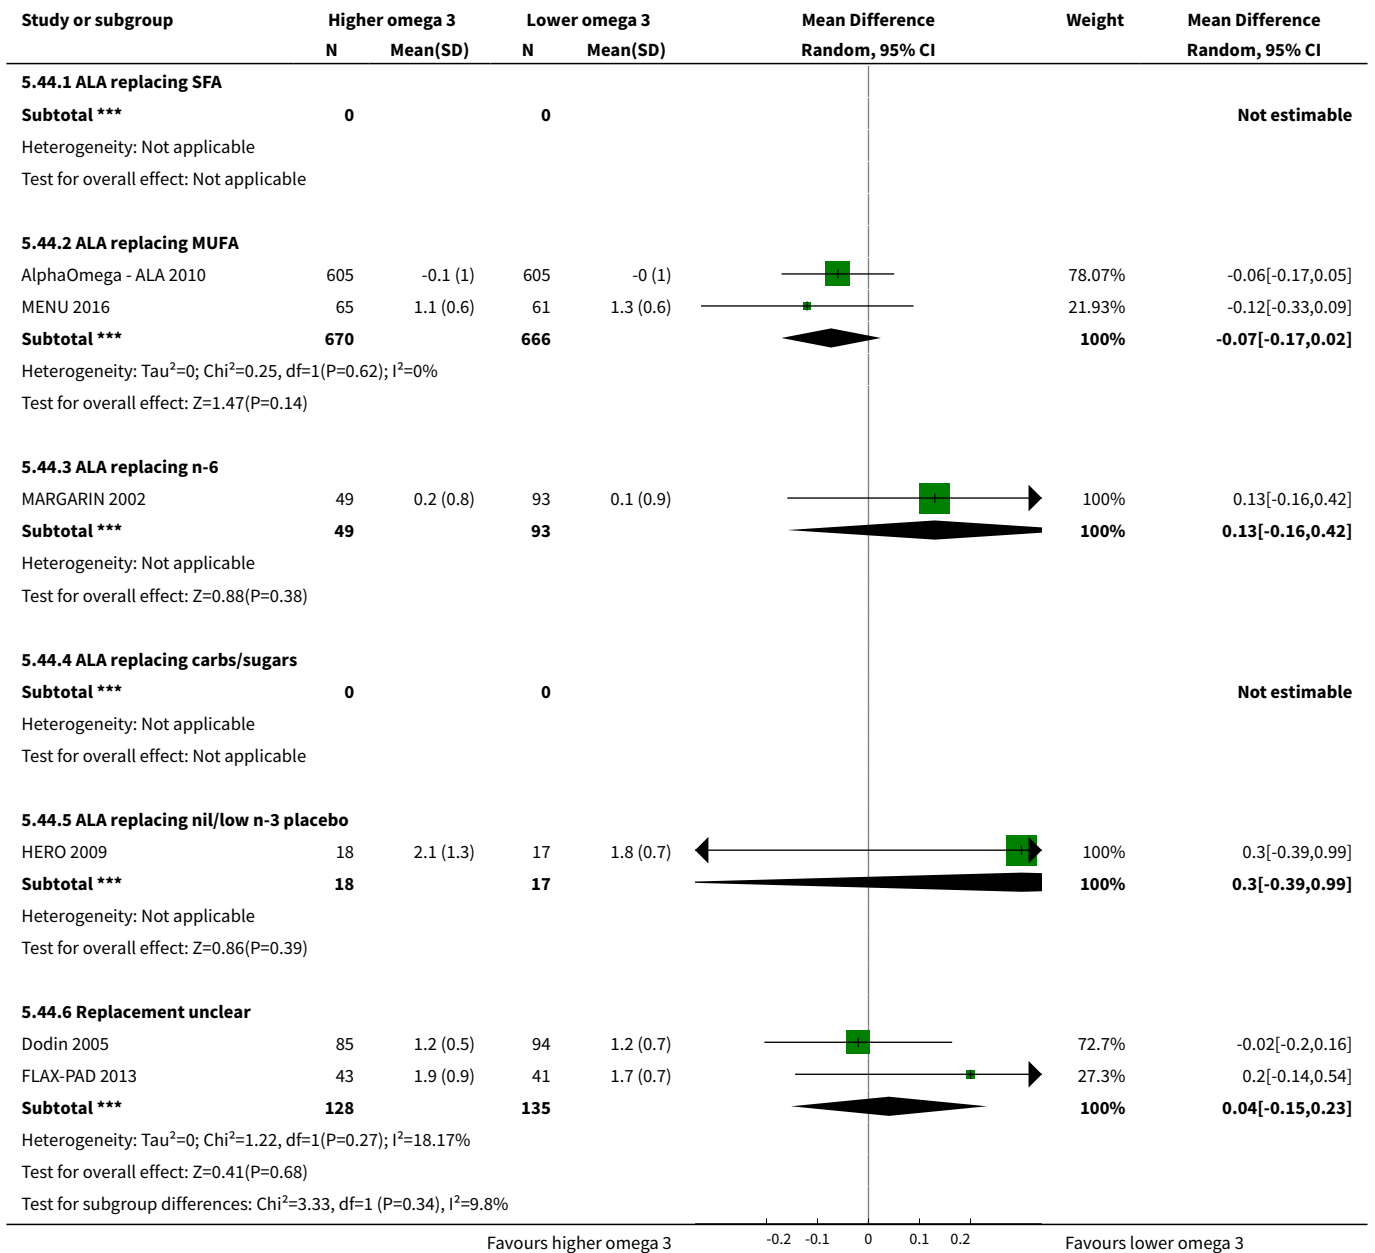 Study or subgroup Higher omega 3 Lower omega 3 Mean Difference Weight Mean Difference
N Mean(SD) N Mean(SD) Random, 95% CI Random, 95% CI
5.44.1 ALA replacing SFA
Subtotal *** 0 0 Not estimable
Heterogeneity: Not applicable
Test for overall effect: Not applicable
5.44.2 ALA replacing MUFA
AlphaOmega - ALA 2010 605 -0.1 (1) 605 -0 (1) 78.07% -0.06[-0.17,0.05]
MENU 2016 65 1.1 (0.6) 61 1.3 (0.6) 21.93% -0.12[-0.33,0.09]
Subtotal *** 670 666 100% -0.07[-0.17,0.02]
Heterogeneity: Tau²=0; Chi²=0.25, df=1(P=0.62); I²=0%
Test for overall effect: Z=1.47(P=0.14)
5.44.3 ALA replacing n-6
MARGARIN 2002 49 0.2 (0.8) 93 0.1 (0.9) 100% 0.13[-0.16,0.42]
Subtotal *** 49 93 100% 0.13[-0.16,0.42]
Heterogeneity: Not applicable
Test for overall effect: Z=0.88(P=0.38)
5.44.4 ALA replacing carbs/sugars
Subtotal *** 0 0 Not estimable
Heterogeneity: Not applicable
Test for overall effect: Not applicable
5.44.5 ALA replacing nil/low n-3 placebo
HERO 2009 18 2.1 (1.3) 17 1.8 (0.7) 100% 0.3[-0.39,0.99]
Subtotal *** 18 17 100% 0.3[-0.39,0.99]
Heterogeneity: Not applicable
Test for overall effect: Z=0.86(P=0.39)
5.44.6 Replacement unclear
Dodin 2005 85 1.2 (0.5) 94 1.2 (0.7) 72.7% -0.02[-0.2,0.16]
FLAX-PAD 2013 43 1.9 (0.9) 41 1.7 (0.7) 27.3% 0.2[-0.14,0.54]
Subtotal *** 128 135 100% 0.04[-0.15,0.23]
Heterogeneity: Tau²=0; Chi²=1.22, df=1(P=0.27); I²=18.17%
Test for overall effect: Z=0.41(P=0.68)
Test for subgroup differences: Chi²=3.33, df=1 (P=0.34), I²=9.8%
Favours higher omega 3 -0.2 -0.1 0 0.1 0.2 Favours lower omega 3